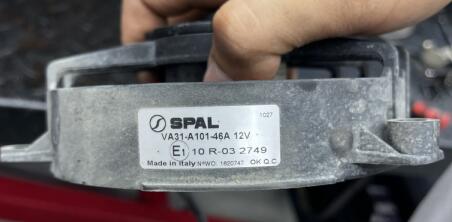 1027
SPAL
VA31-A101-46A 12V
E1 10 R-03 2749
Made in Italy N°WO. 1620747 OK Q.C.